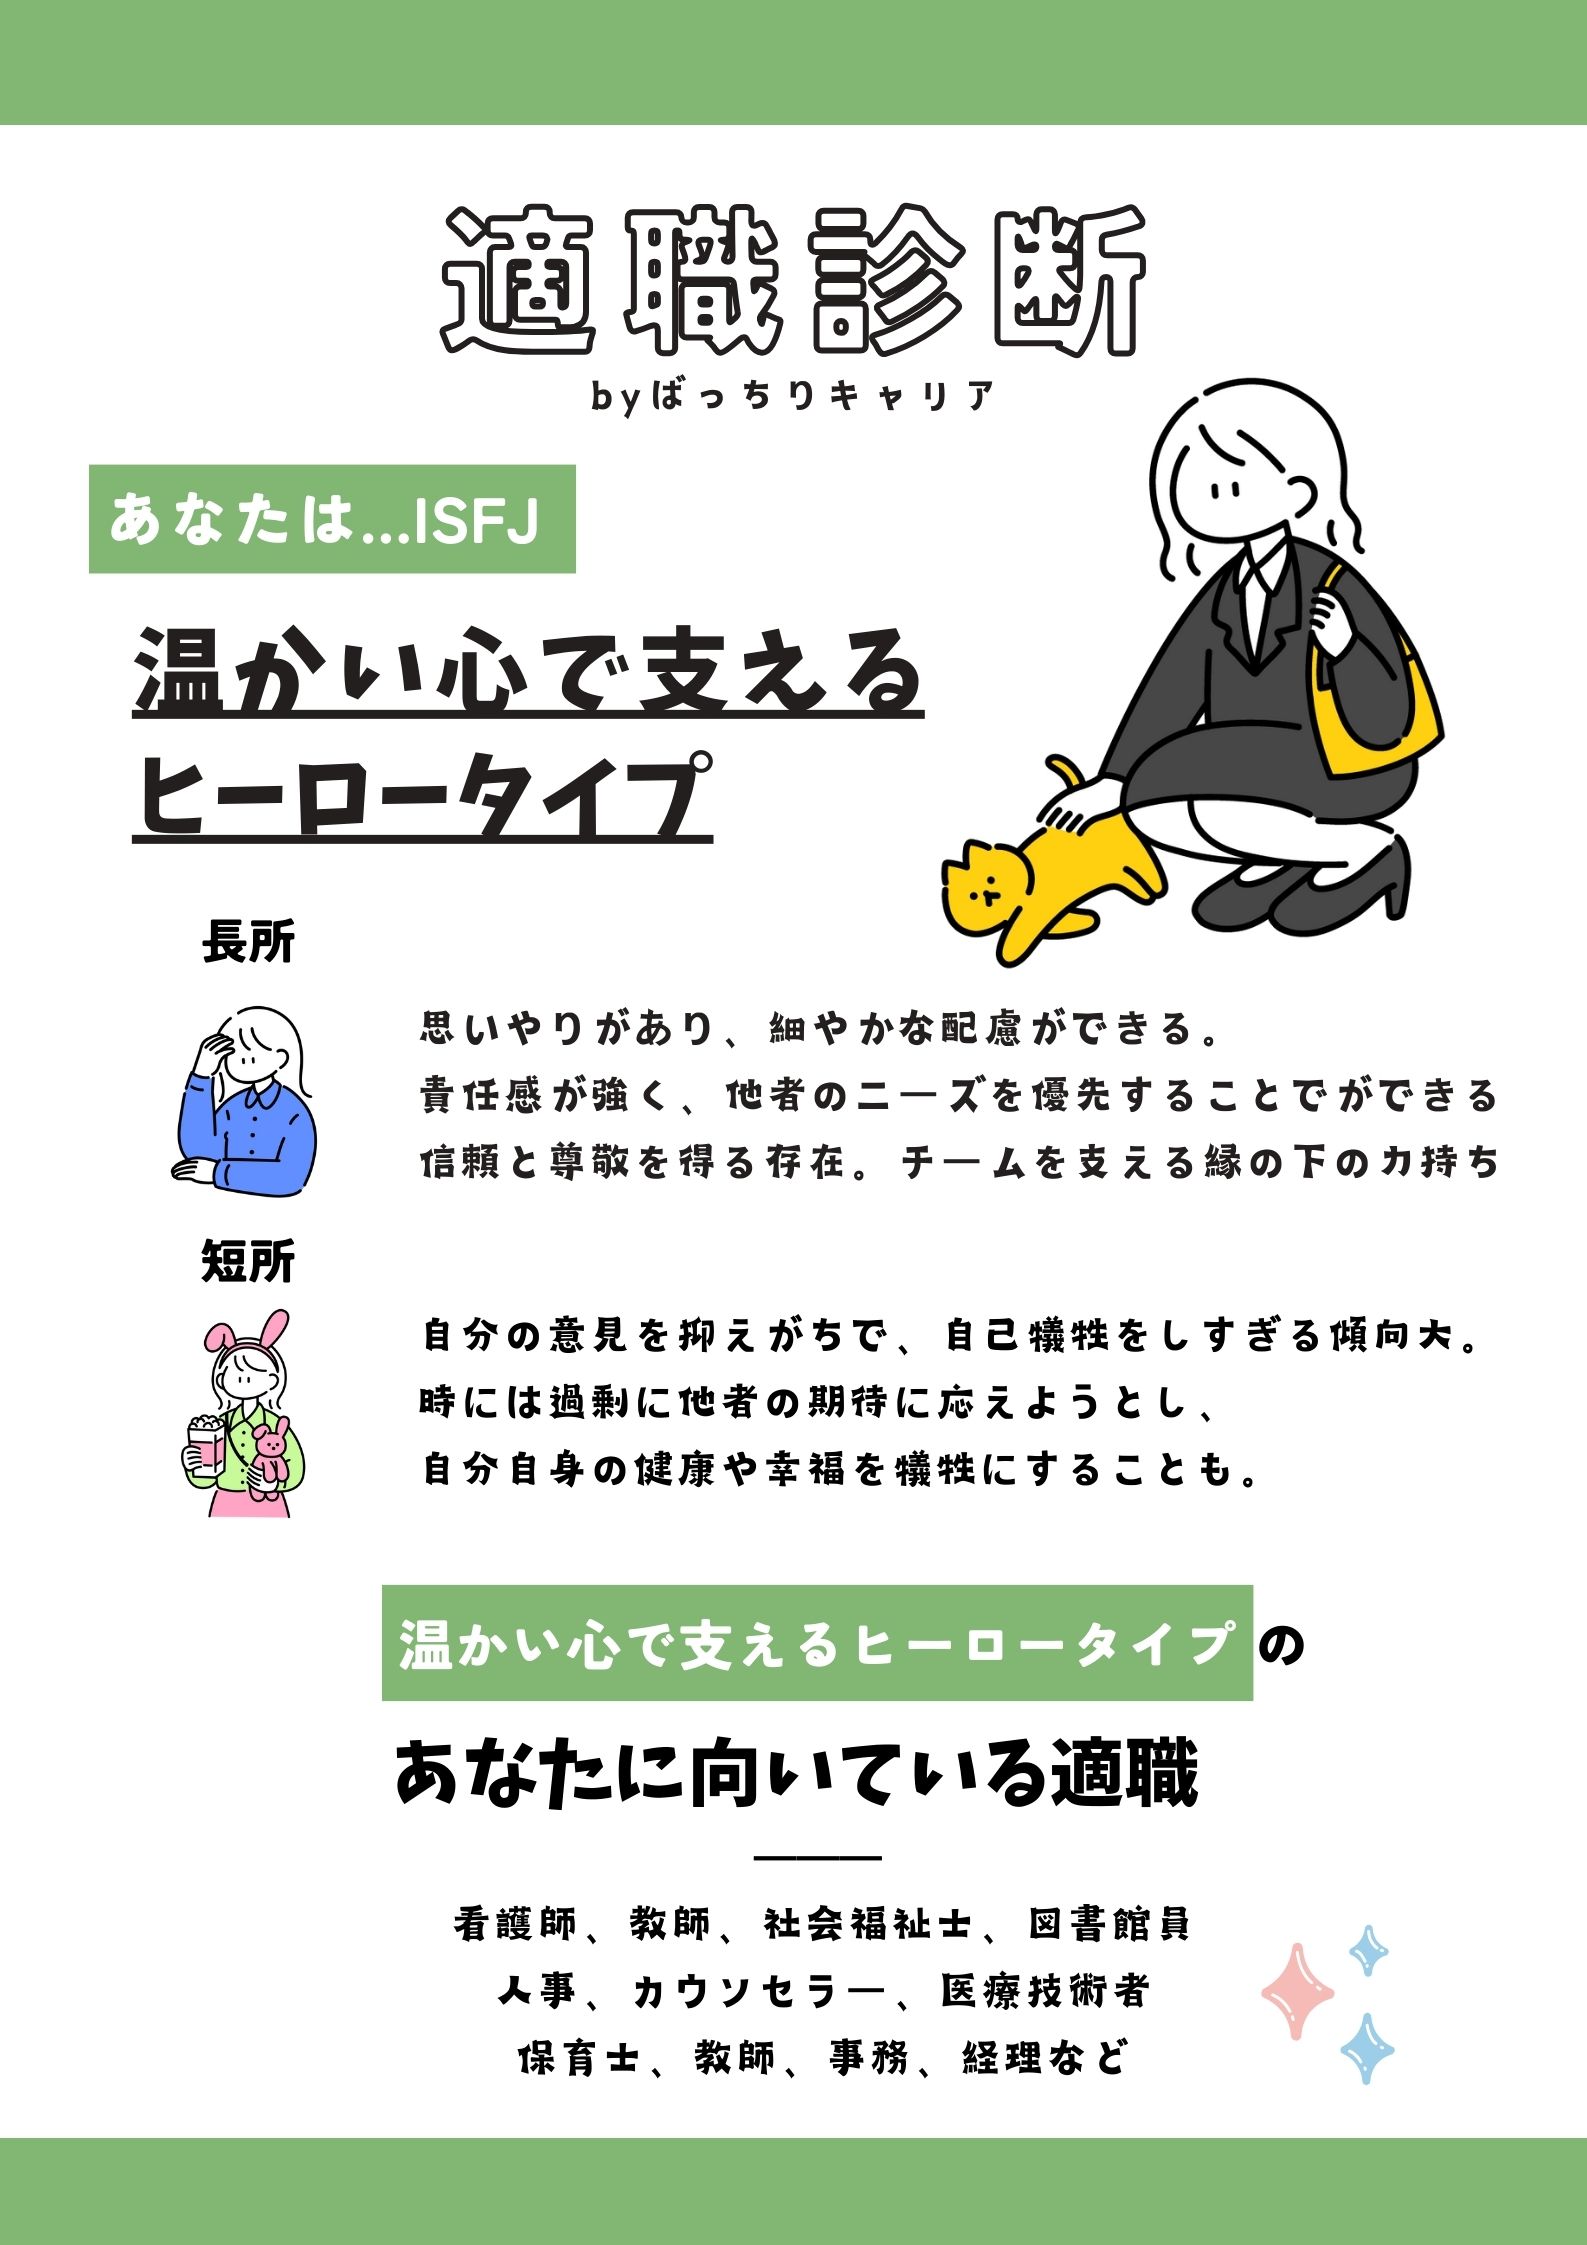 適職診断
byばっちりキャリア
あなたは...ISFJ
温かい心で支える
ヒーロータイプ
長所
思いやりがあり、細やかな配慮ができる。
責任感が強く、他者のニーズを優先することでができる
信頼と尊敬を得る存在。チームを支える縁の下の力持ち
短所
自分の意見を抑えがちで、自己犠牲をしすぎる傾向大。
時には過剰に他者の期待に応えようとし、
自分自身の健康や幸福を犠牲にすることも。
温かい心で支えるヒーロータイプの
あなたに向いている適職
看護師、教師、社会福祉士、図書館員
人事、カウンセラー、医療技術者
保育士、教師、事務、経理など